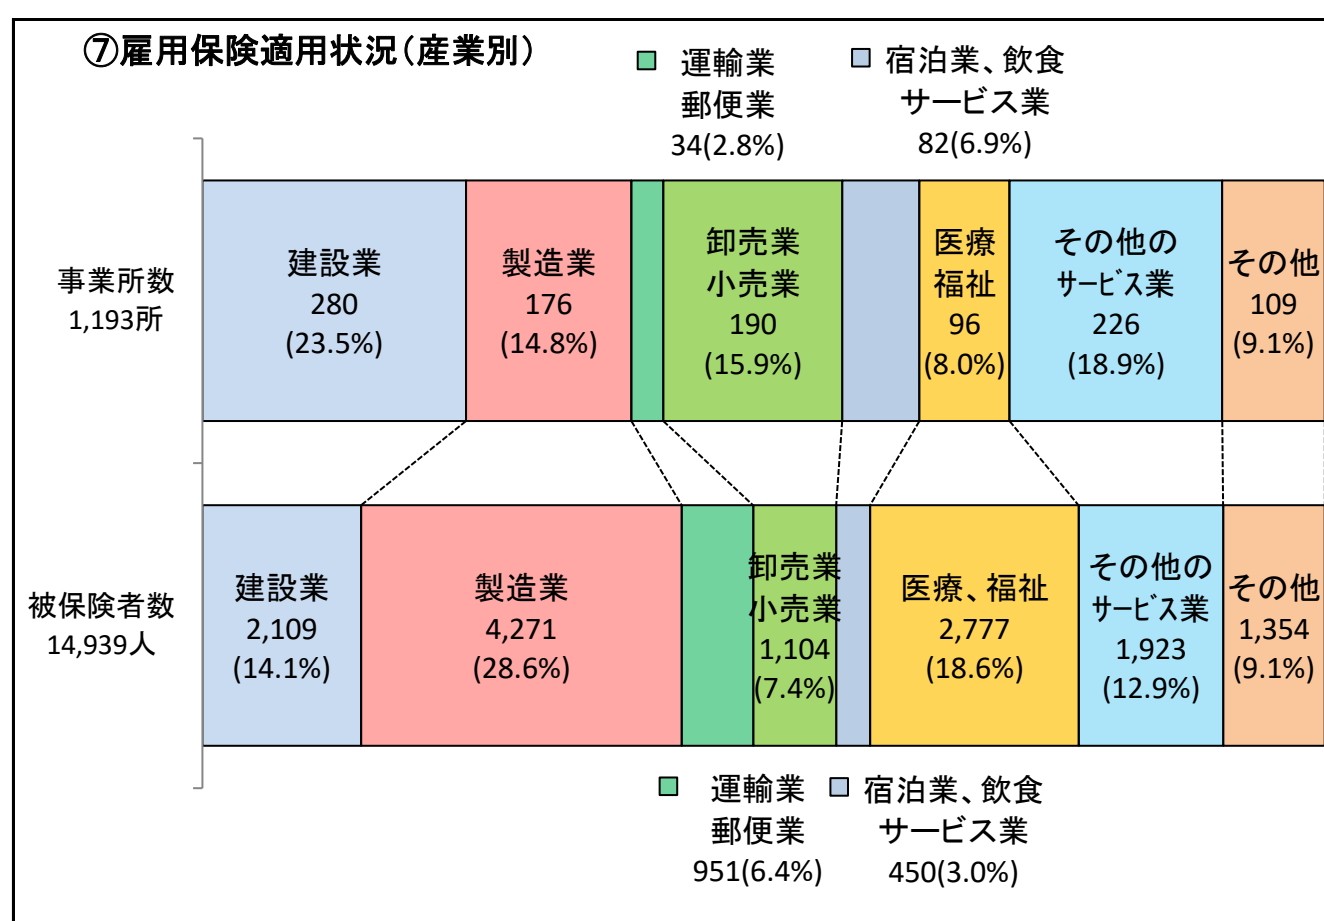 ⑦雇用保険適用状況(産業別)
運輸業
郵便業
34(2.8%)
宿泊業、飲食
サービス業
82(6.9%)
事業所数
1,193所
建設業
280
(23.5%)
製造業
176
(14.8%)
卸売業
小売業
190
(15.9%)
医療
福祉
96
(8.0%)
その他の
ｻｰﾋﾞｽ業
226
(18.9%)
その他
109
(9.1%)
被保険者数
14,939人
建設業
2,109
(14.1%)
製造業
4,271
(28.6%)
卸売業
小売業
1,104
(7.4%)
医療、福祉
2,777
(18.6%)
その他の
ｻｰﾋﾞｽ業
1,923
(12.9%)
その他
1,354
(9.1%)
運輸業
郵便業
951(6.4%)
宿泊業、飲食
サービス業
450(3.0%)